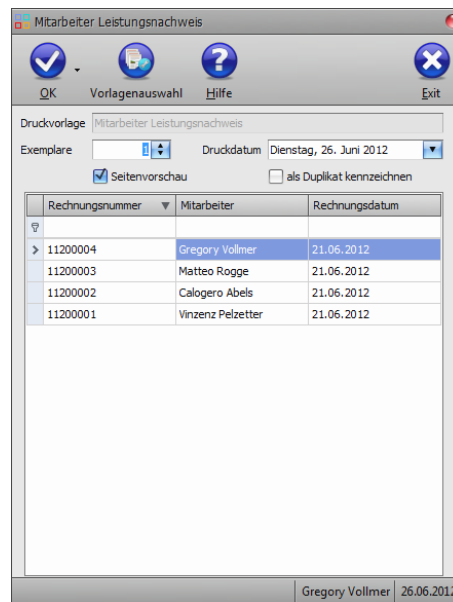 Mitarbeiter Leistungsnachweis
OK Vorlagenauswahl Hilfe Exit
Druckvorlage Mitarbeiter Leistungsnachweis
Exemplare 1 Druckdatum Dienstag, 26. Juni 2012
Seitenvorschau als Duplikat kennzeichnen
Rechnungsnummer Mitarbeiter Rechnungsdatum
11200004 Gregory Vollmer 21.06.2012
11200003 Matteo Rogge 21.06.2012
11200002 Calogero Abels 21.06.2012
11200001 Vinzenz Pelzetter 21.06.2012
Gregory Vollmer 26.06.2012